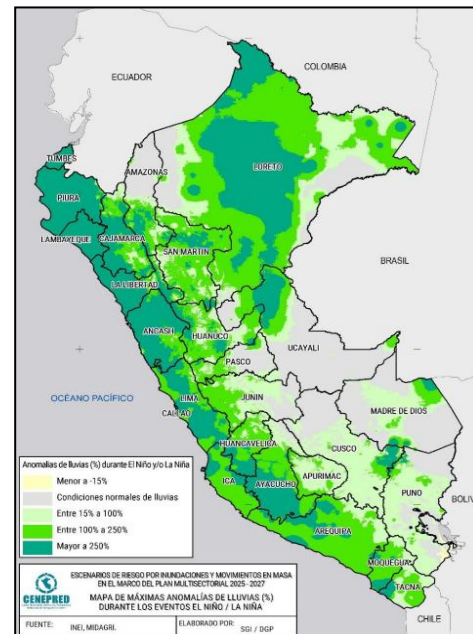 ECUADOR
COLOMBIA
TUMBES
AMAZONAS
LORETO
PIURA
LAMBAYEQUE
CAJAMARCA
SAN MARTIN
BRASIL
LA LIBERTAD
ANCASH
HUANUCO
UCAYALI
PASCO
OCÉANO PACÍFICO
LIMA
CALLAO
JUNIN
MADRE DE DIOS
HUANCAVELICA
CUSCO
ICA
AYACUCHO
APURIMAC
PUNO
BOLIV
AREQUIPA
MOQUEGUA
TACNA
CHILE
Anomalías de lluvias (%) durante El Niño y/o La Niña
Menor a -15%
Condiciones normales de lluvias
Entre 15% a 100%
Entre 100% a 250%
Mayor a 250%
CENEPRED
ESCENARIOS DE RIESGO POR INUNDACIONES Y MOVIMIENTOS EN MASA
EN EL MARCO DEL PLAN MULTISECTORIAL 2025 - 2027
MAPA DE MÁXIMAS ANOMALÍAS DE LLUVIAS (%)
DURANTE LOS EVENTOS EL NIÑO / LA NIÑA
FUENTE: INEI, MIDAGRI.
ELABORADO POR: SGI / DGP